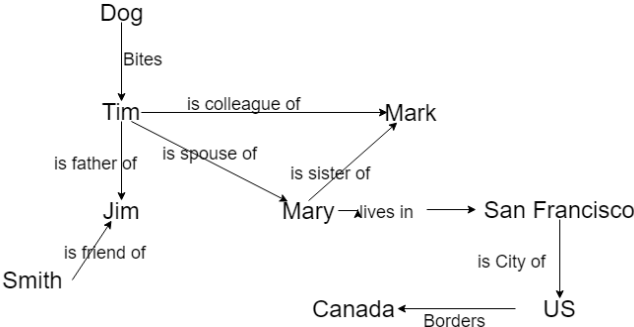 Dog
Bites
Tim
is colleague of
Mark
is spouse of
is father of
is sister of
Jim
Mary
lives in
San Francisco
is friend of
Smith
is City of
Canada
Borders
US